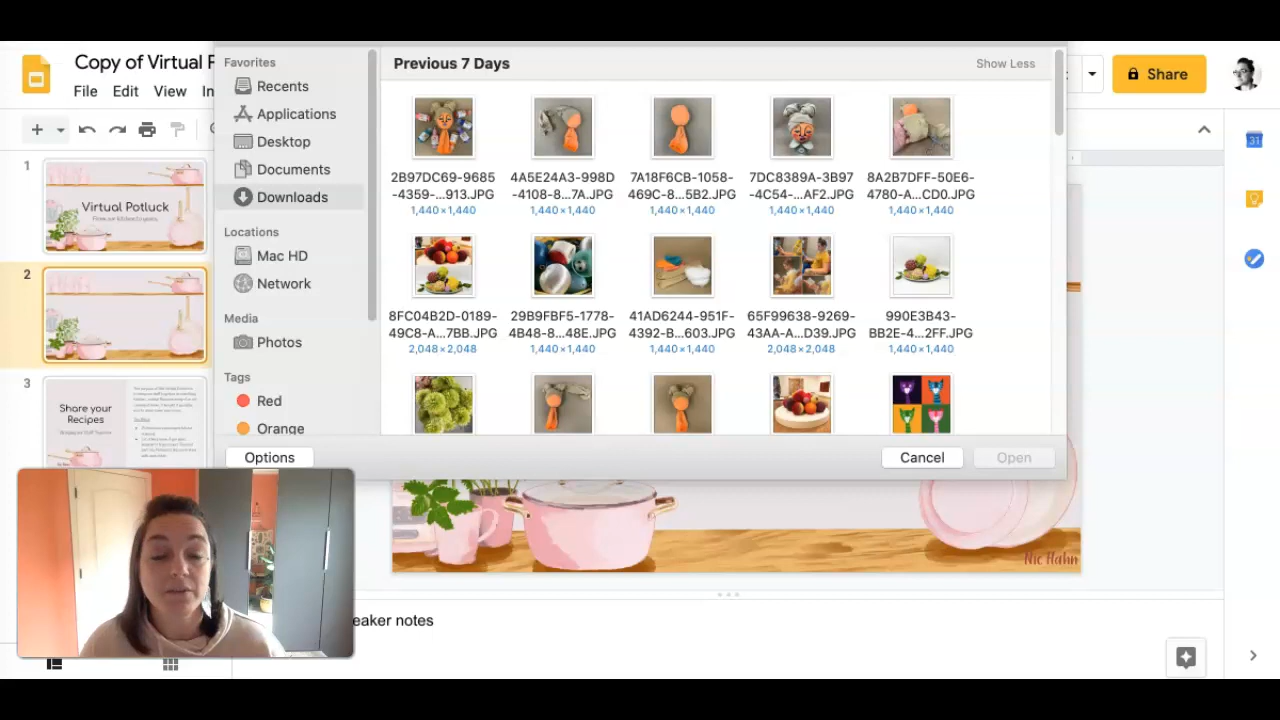 Copy of Virtual P
File Edit View In
Share
Favorites
Recents
Applications
Desktop
Documents
Downloads
Locations
Mac HD
Network
Media
Photos
Tags
Red
Orange
Previous 7 Days
Show Less
2B97DC69-9685
-4359-...913.JPG
1,440×1,440
4A5E24A3-998D
-4108-8...7A.JPG
1,440×1,440
7A18F6CB-1058-
469C-8...5B2.JPG
1,440×1,440
7DC8389A-3B97
-4C54-...AF2.JPG
1,440×1,440
8A2B7DFF-50E6-
4780-A...CD0.JPG
1,440×1,440
8FC04B2D-0189-
49C8-A...7BB.JPG
2,048×2,048
29B9FBF5-1778-
4B48-8...48E.JPG
1,440×1,440
41AD6244-951F-
4392-B...603.JPG
1,440×1,440
65F99638-9269-
43AA-A...D39.JPG
2,048×2,048
990E3B43-
BB2E-4...2FF.JPG
1,440×1,440
Options
Cancel
Open
1
Virtual Potluck
2
3
Share your
Recipes
31
Nic Hahn
eaker notes